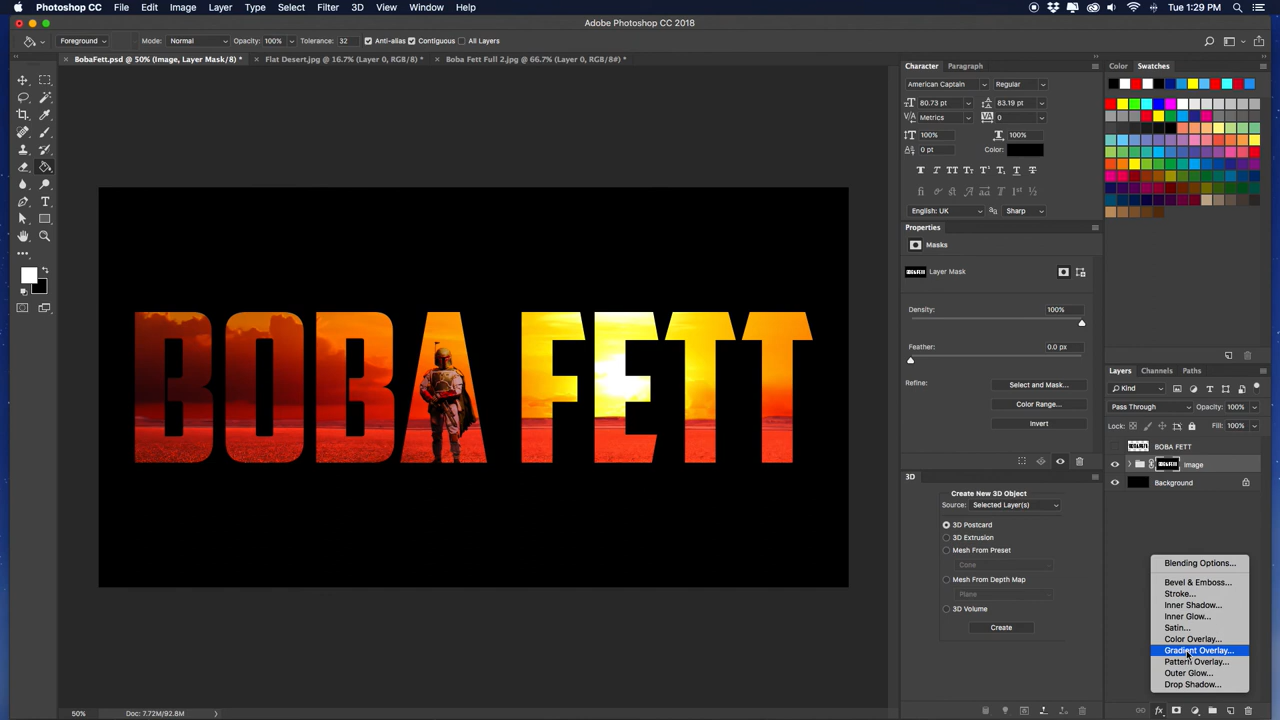 Photoshop CC File Edit Image Layer Type Select Filter 3D View Window Help Tue 1:29 PM
Adobe Photoshop CC 2018
Foreground Mode: Normal Opacity: 100% Tolerance: 32 Anti-alias Contiguous All Layers
BobaFett.psd @ 50% (Image, Layer Mask/8) * Flat Desert.jpg @ 16.7% (Layer 0, RGB/8) * Boba Fett Full 2.jpg @ 66.7% (Layer 0, RGB/8#) *
BOBA FETT
50% Doc: 7.72M/92.8M
Character Paragraph
American Captain Regular
80.73 pt 83.19 pt
Metrics 0
100% 100%
0 pt Color:
English: UK Sharp
Properties
Masks
Layer Mask
Density: 100%
Feather: 0.0 px
Refine: Select and Mask...
Color Range...
Invert
3D
Create New 3D Object
Source: Selected Layer(s)
3D Postcard
3D Extrusion
Mesh From Preset
Cone
Mesh From Depth Map
Plane
3D Volume
Create
Color Swatches
Layers Channels Paths
Kind
Pass Through Opacity: 100%
Lock: Fill: 100%
BOBA FETT
Image
Background
Blending Options...
Bevel & Emboss...
Stroke...
Inner Shadow...
Inner Glow...
Satin...
Color Overlay...
Gradient Overlay...
Pattern Overlay...
Outer Glow...
Drop Shadow...
fx